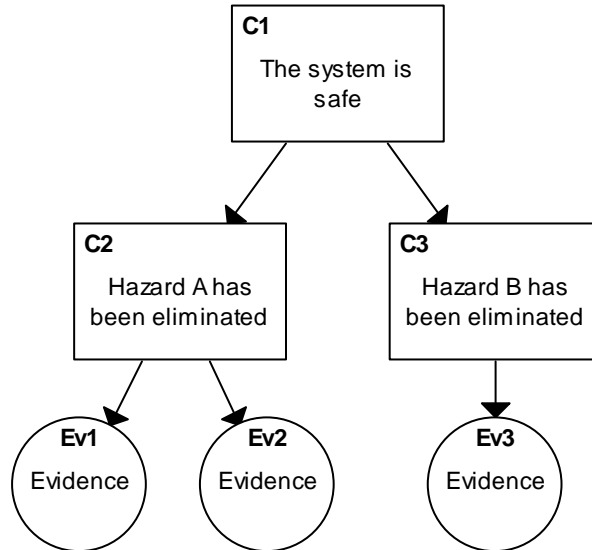 C1
The system is
safe
C2
Hazard A has
been eliminated
C3
Hazard B has
been eliminated
Ev1
Evidence
Ev2
Evidence
Ev3
Evidence